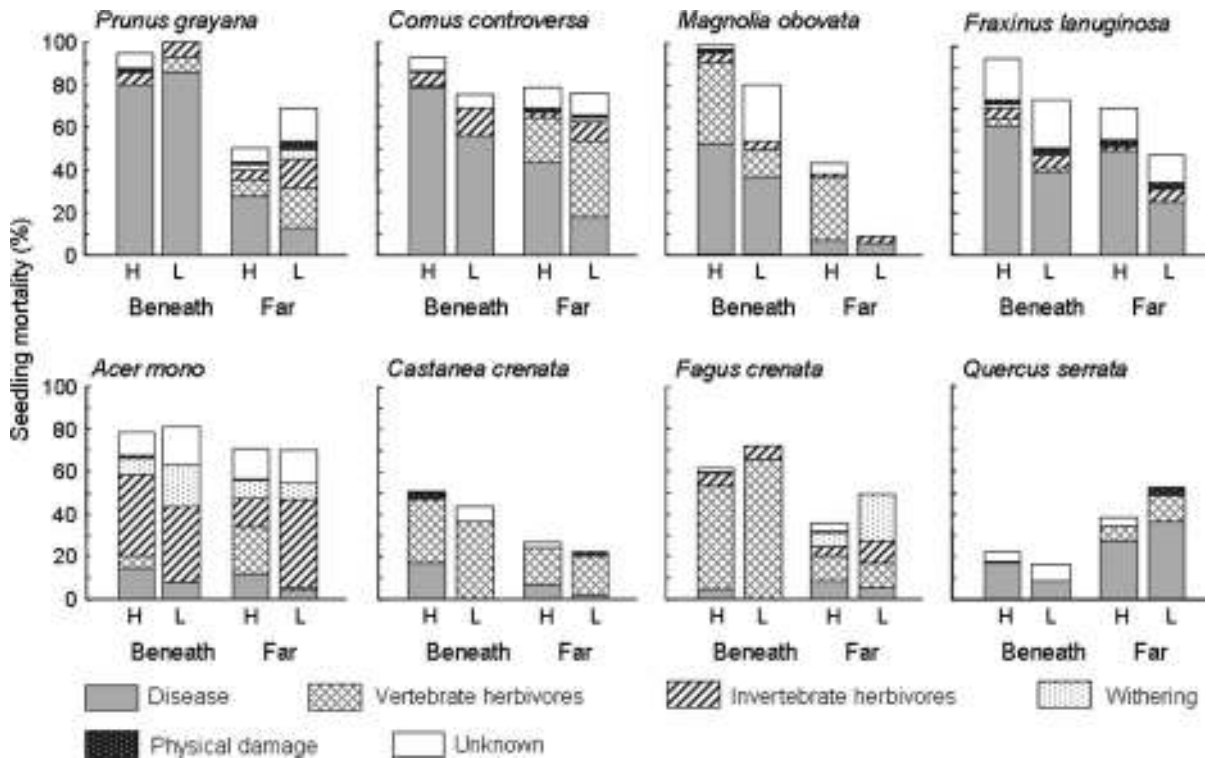 Prunus grayana Cornus controversa Magnolia obovata Fraxinus lanuginosa
100
80
60
40
20
0
H L H L H L H L H L H L H L H L
Beneath Far Beneath Far Beneath Far Beneath Far
Seedling mortality (%)
Acer mono Castanea crenata Fagus crenata Quercus serrata
100
80
60
40
20
0
H L H L H L H L H L H L H L H L
Beneath Far Beneath Far Beneath Far Beneath Far
Disease Vertebrate herbivores Invertebrate herbivores Withering
Physical damage Unknown